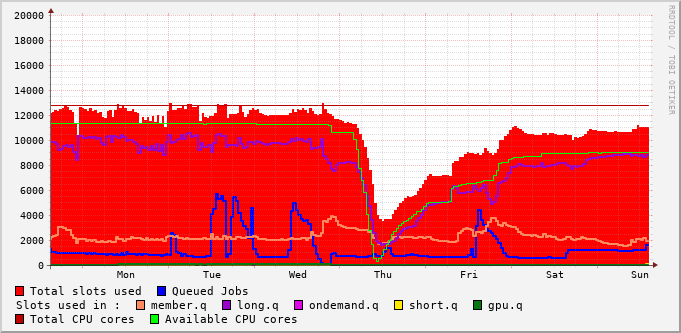 20000
18000
16000
14000
12000
10000
8000
6000
4000
2000
0
Mon Tue Wed Thu Fri Sat Sun
RRDTOOL / TOBI OETIKER
Total slots used Queued Jobs
Slots used in : member.q long.q ondemand.q short.q gpu.q
Total CPU cores Available CPU cores